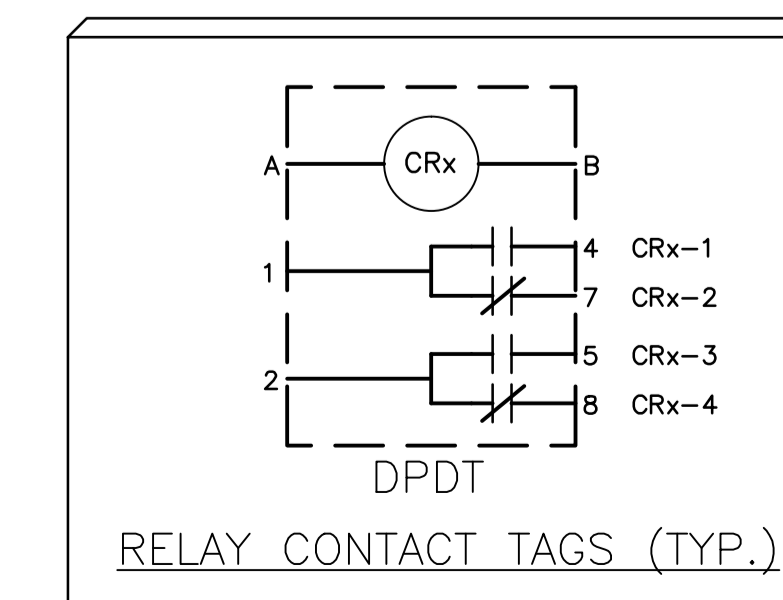 A CRx B
4 CRx-1
1
7 CRx-2
5 CRx-3
2
8 CRx-4
DPDT
RELAY CONTACT TAGS (TYP.)